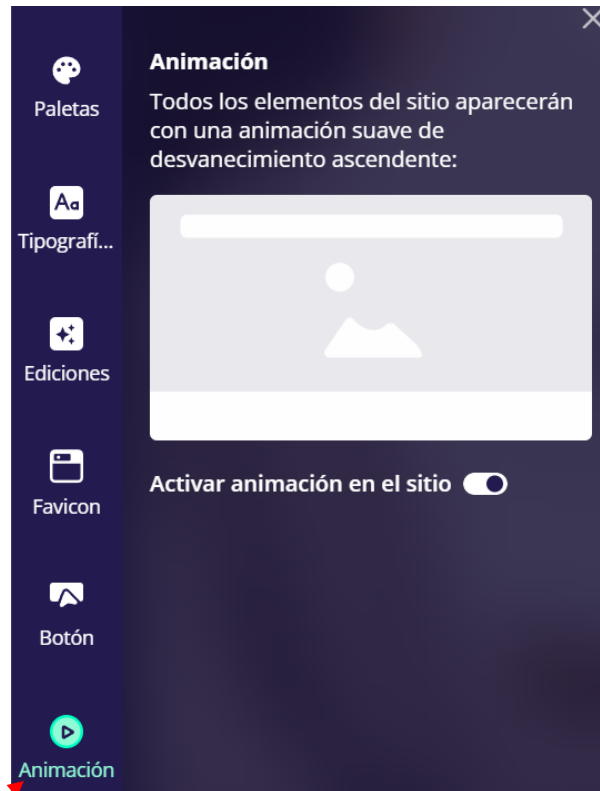 Paletas
Aa
Tipografí...
Ediciones
Favicon
Botón
Animación
Animación
Todos los elementos del sitio aparecerán
con una animación suave de
desvanecimiento ascendente:
Activar animación en el sitio